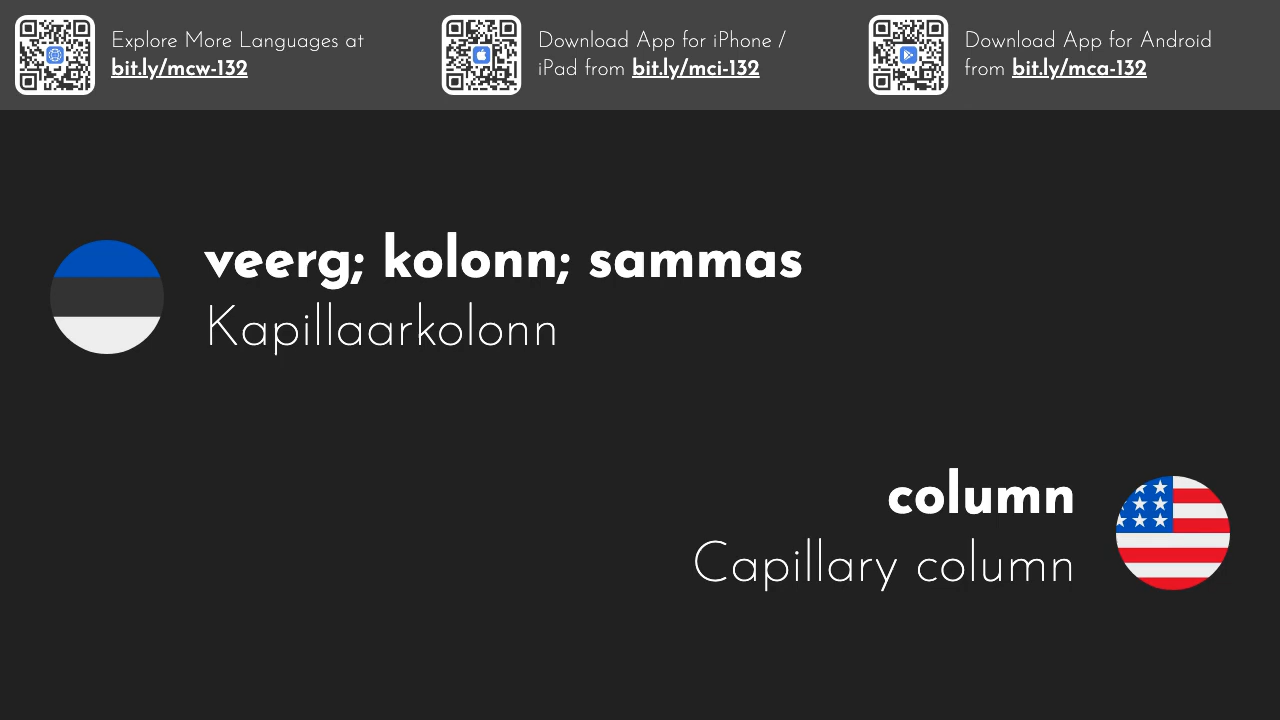 Explore More Languages at
bit.ly/mcw-132
Download App for iPhone /
iPad from bit.ly/mci-132
Download App for Android
from bit.ly/mca-132
veerg; kolonn; sammas
Kapillaarkolonn
column
Capillary column